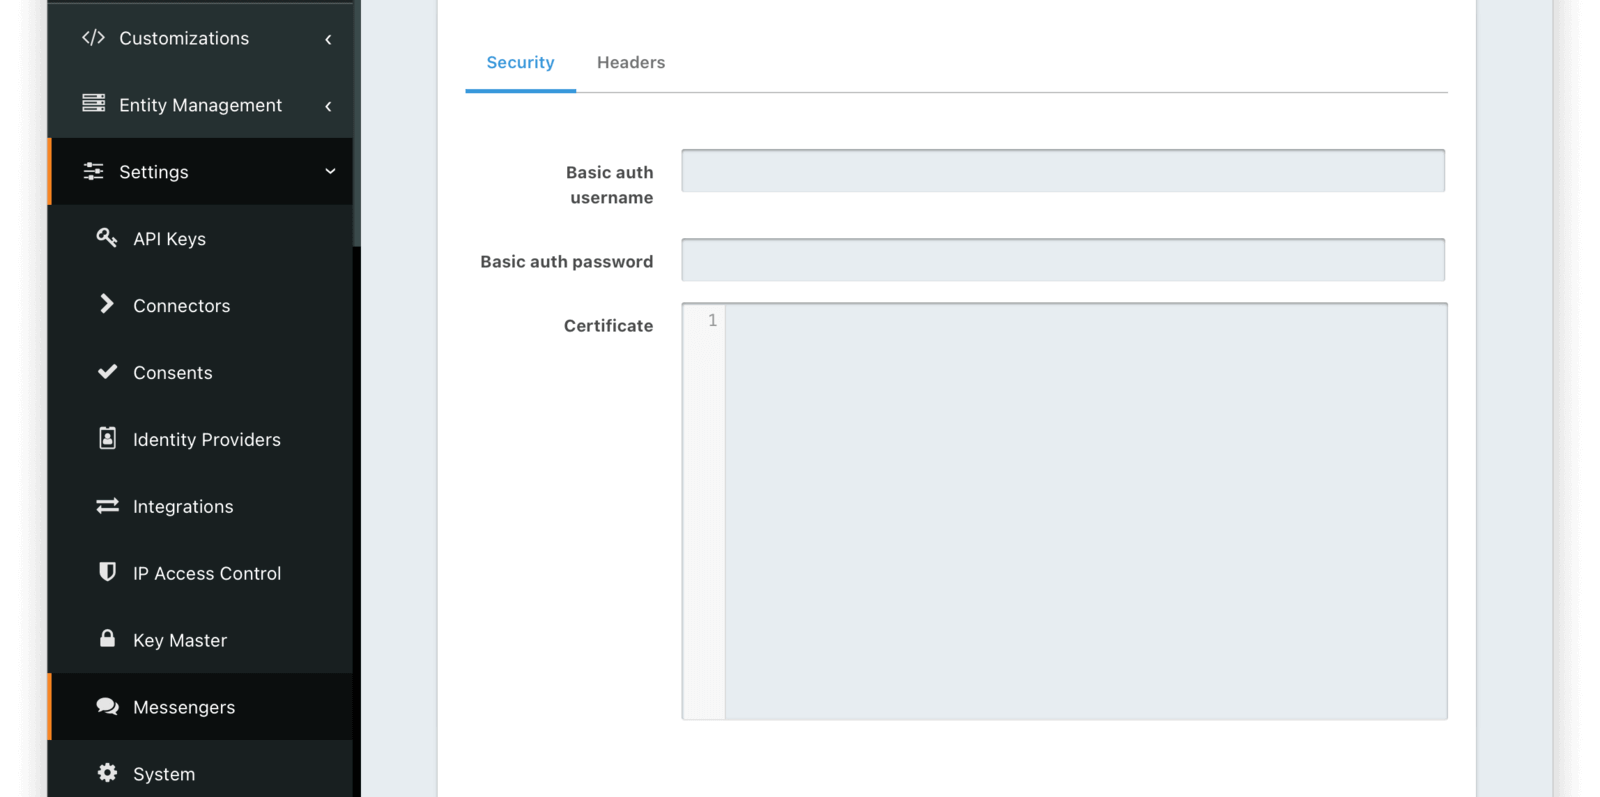 Customizations
Entity Management
Settings
API Keys
Connectors
Consents
Identity Providers
Integrations
IP Access Control
Key Master
Messengers
System
Security Headers
Basic auth
username
Basic auth password
Certificate
1